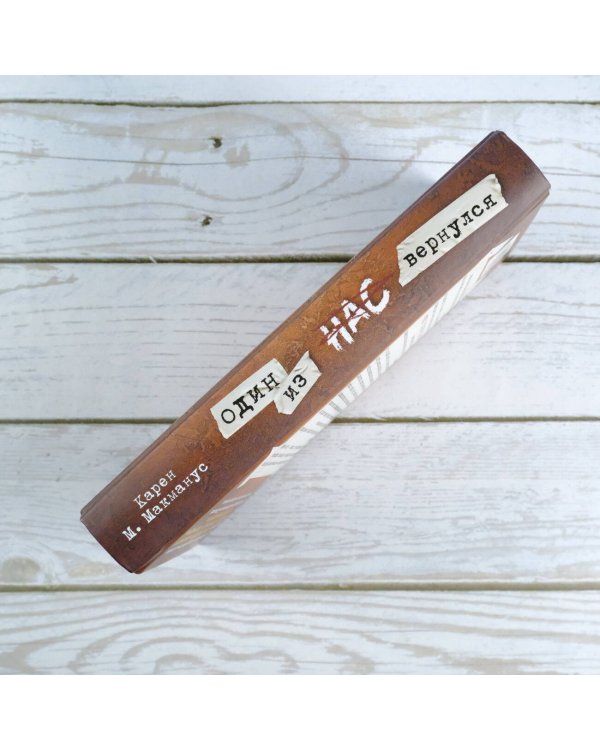 Карен
М. Макманус
один
из
НАС
вернулся